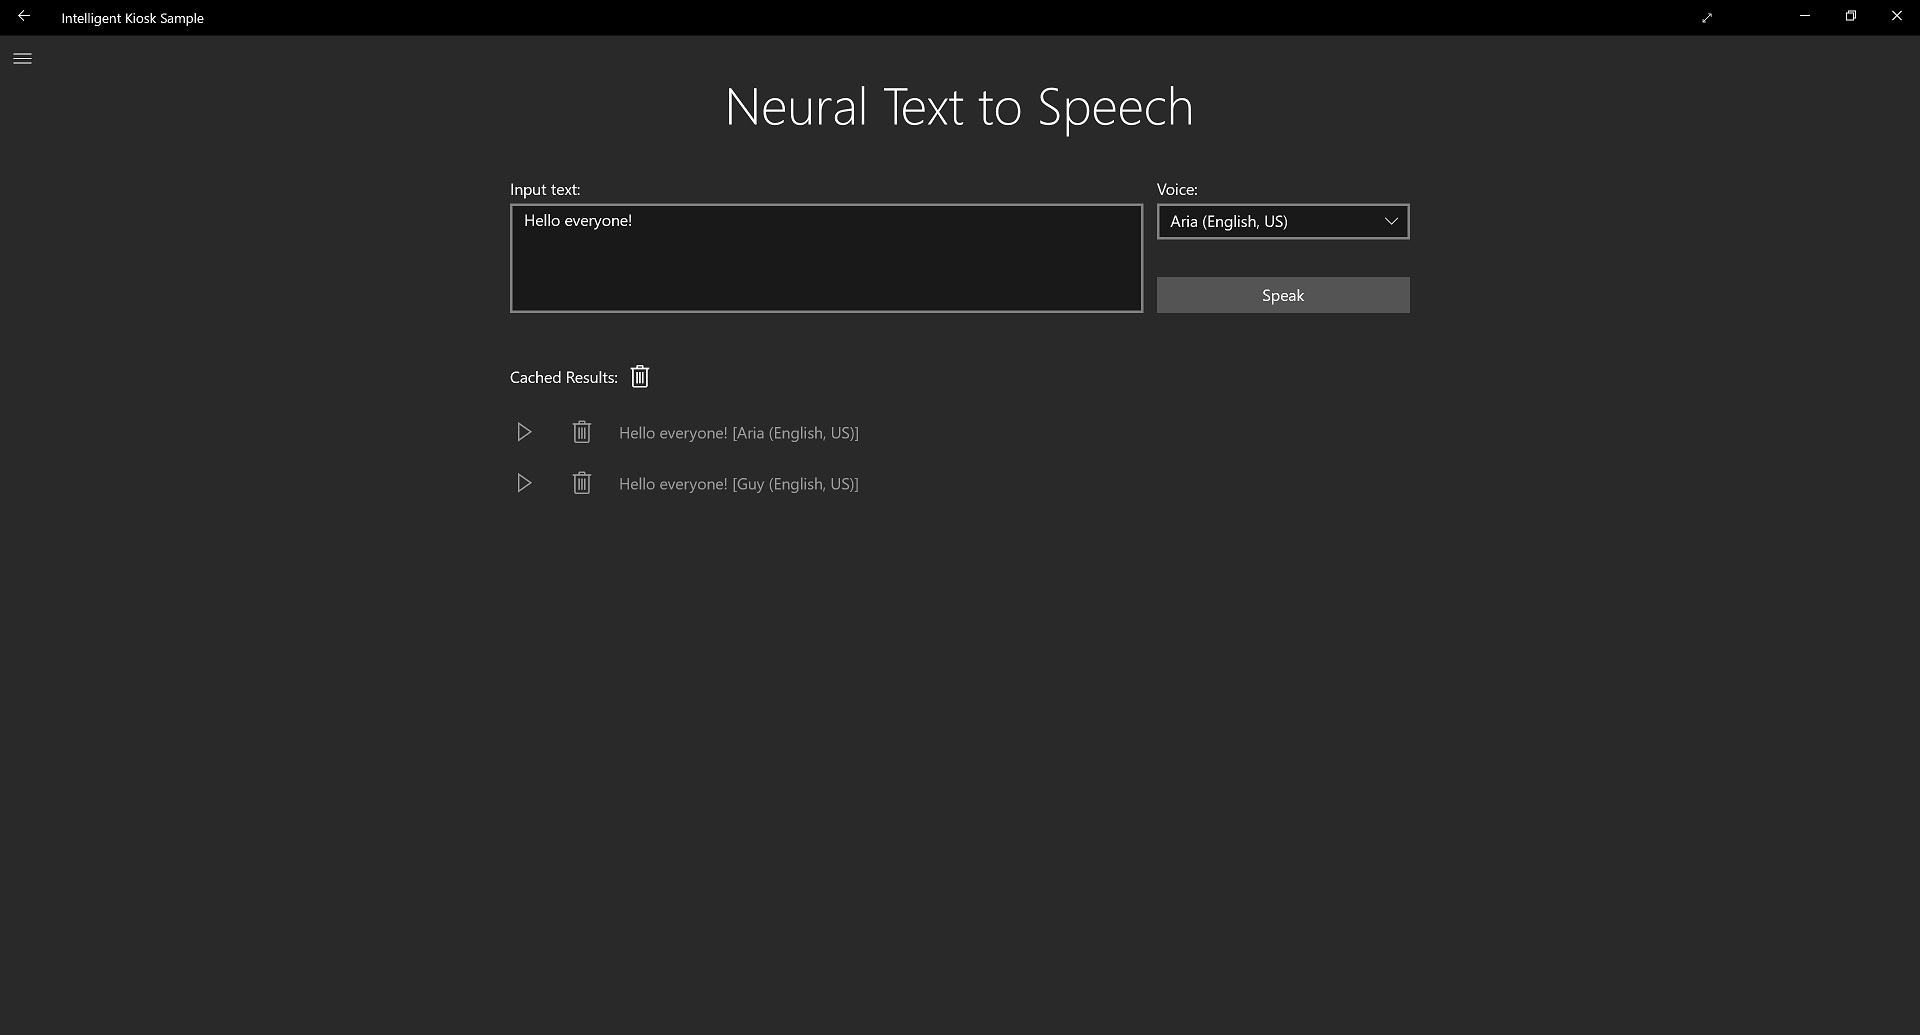 Intelligent Kiosk Sample
Neural Text to Speech
Input text:
Voice:
Hello everyone!
Aria (English, US)
Speak
Cached Results:
Hello everyone! [Aria (English, US)]
Hello everyone! [Guy (English, US)]